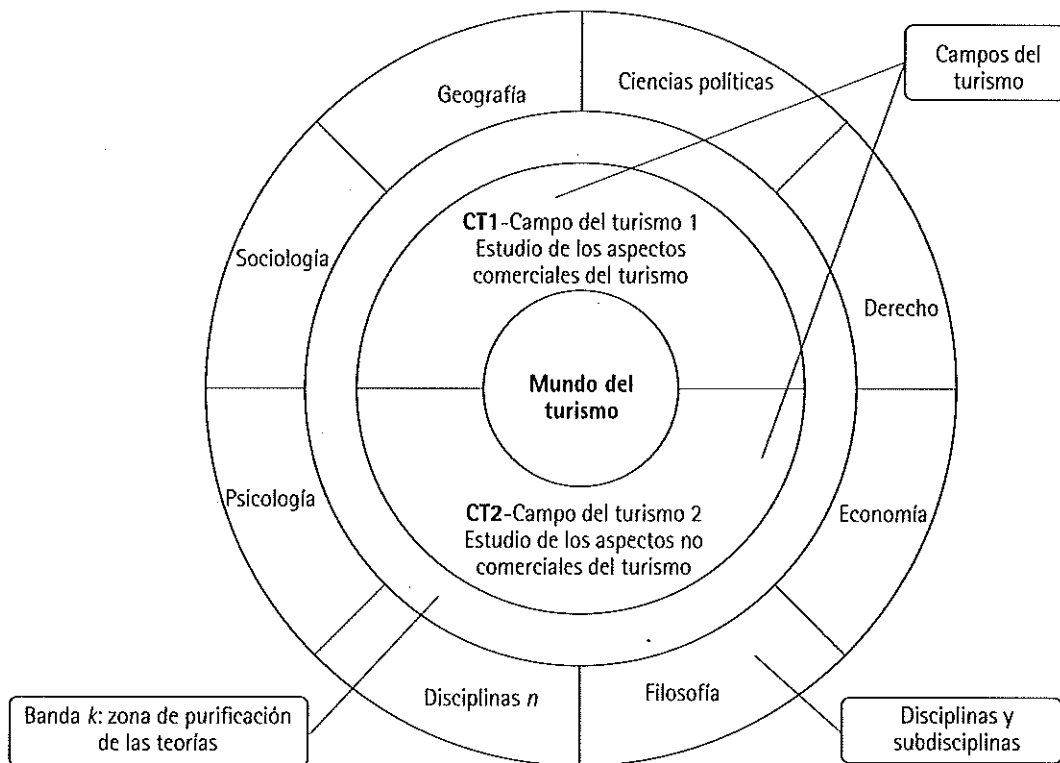 Campos del
turismo
Geografía
Ciencias políticas
CT1-Campo del turismo 1
Estudio de los aspectos
comerciales del turismo
Sociología
Derecho
Mundo del
turismo
Psicología
CT2-Campo del turismo 2
Estudio de los aspectos no
comerciales del turismo
Economía
Disciplinas n
Filosofía
Banda k: zona de purificación
de las teorías
Disciplinas y
subdisciplinas